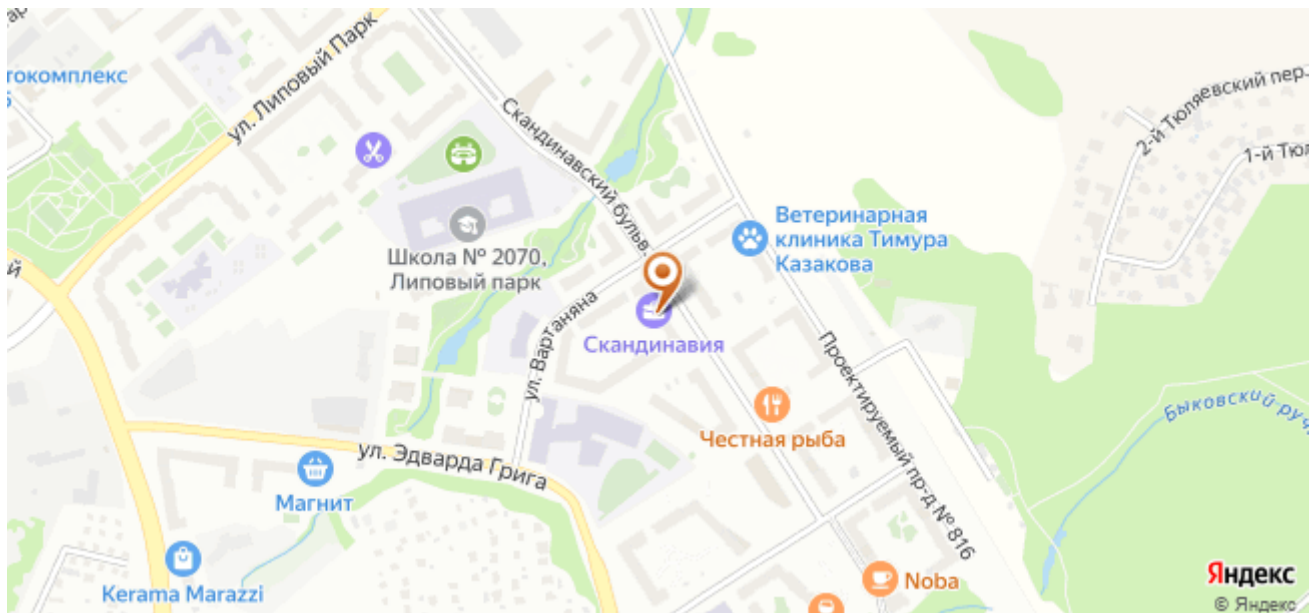 токомплекс
ул. Липовый Парк
Скандинавский бульв.
2-й Тюляевский пер.
1-й Тюл
Школа № 2070,
Липовый парк
Ветеринарная
клиника Тимура
Казакова
ул. Вартаняна
Скандинавия
Проектируемый пр-д № 816
Быковский руч
Честная рыба
ул. Эдварда Грига
Магнит
Kerama Marazzi
Noba
Яндекс
© Яндекс